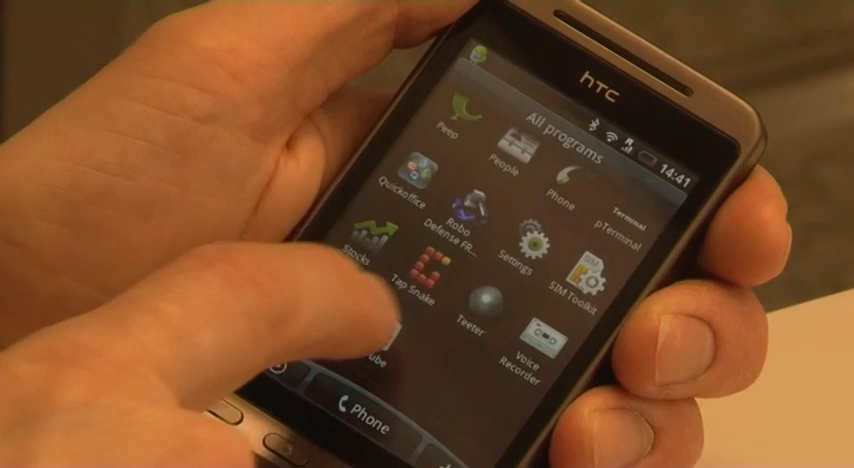 hTC
14:41
All programs
Peep
People
Phone
Terminal
pTerminal
Quickoffice
Robo
Defense FR...
Settings
SIM Toolkit
Stocks
Tap Snake
Teeter
Voice
Recorder
Phone